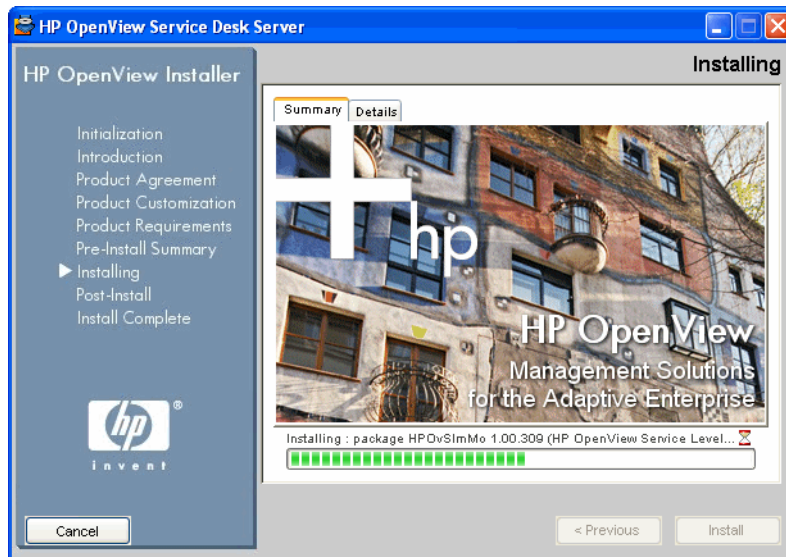 HP OpenView Service Desk Server
HP OpenView Installer
Initialization
Introduction
Product Agreement
Product Customization
Product Requirements
Pre-Install Summary
Installing
Post-Install
Install Complete
hp
®
invent
Cancel
Installing
Summary
Details
hp
HP OpenView
Management Solutions
for the Adaptive Enterprise
Installing : package HPOvSlmMo 1.00.309 (HP OpenView Service Level...
< Previous
Install